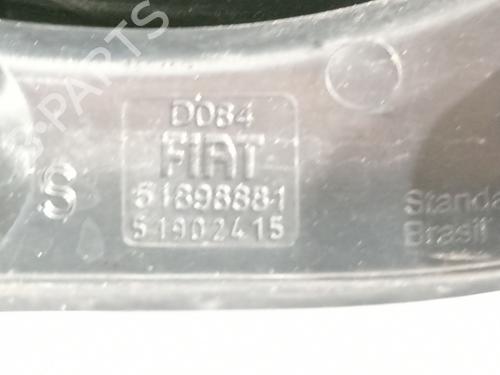 D084
FIAT
S
51898881
51902415
Standa
Brasil
PARTS